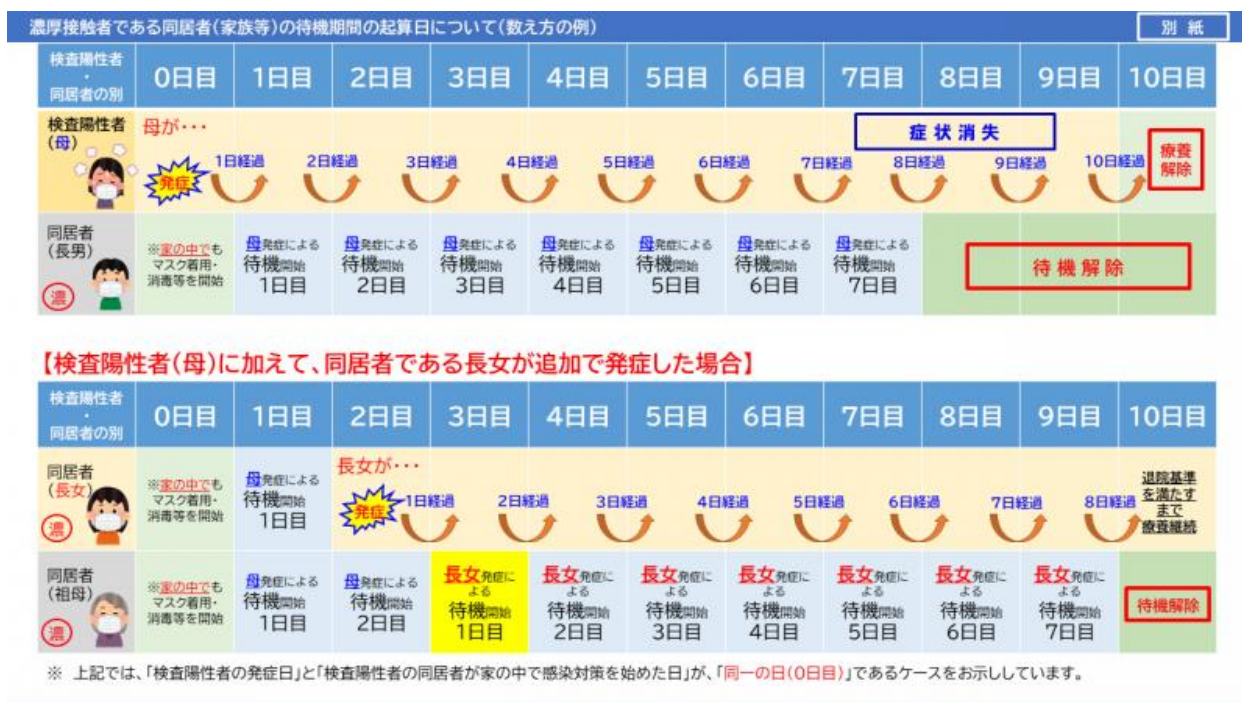 濃厚接触者である同居者(家族等)の待機期間の起算日について(数え方の例)
別 紙
検査陽性者
・
同居者の別
0日目 1日目 2日目 3日目 4日目 5日目 6日目 7日目 8日目 9日目 10日目
検査陽性者
(母)
母が・・・
発症
1日経過 2日経過 3日経過 4日経過 5日経過 6日経過 7日経過 8日経過 9日経過 10日経過
症 状 消 失
療養
解除
同居者
(長男)
濃
※家の中でも
マスク着用・
消毒等を開始
母発症による
待機開始
1日目
母発症による
待機開始
2日目
母発症による
待機開始
3日目
母発症による
待機開始
4日目
母発症による
待機開始
5日目
母発症による
待機開始
6日目
母発症による
待機開始
7日目
待 機 解 除
【検査陽性者(母)に加えて、同居者である長女が追加で発症した場合】
検査陽性者
・
同居者の別
0日目 1日目 2日目 3日目 4日目 5日目 6日目 7日目 8日目 9日目 10日目
同居者
(長女)
濃
※家の中でも
マスク着用・
消毒等を開始
母発症による
待機開始
1日目
長女が・・・
発症
1日経過 2日経過 3日経過 4日経過 5日経過 6日経過 7日経過 8日経過
退院基準
を満たす
まで
療養継続
同居者
(祖母)
濃
※家の中でも
マスク着用・
消毒等を開始
母発症による
待機開始
1日目
母発症による
待機開始
2日目
長女発症に
よる
待機開始
1日目
長女発症に
よる
待機開始
2日目
長女発症に
よる
待機開始
3日目
長女発症に
よる
待機開始
4日目
長女発症に
よる
待機開始
5日目
長女発症に
よる
待機開始
6日目
長女発症に
よる
待機開始
7日目
待機解除
※ 上記では、「検査陽性者の発症日」と「検査陽性者の同居者が家の中で感染対策を始めた日」が、「同一の日(0日目)」であるケースをお示ししています。